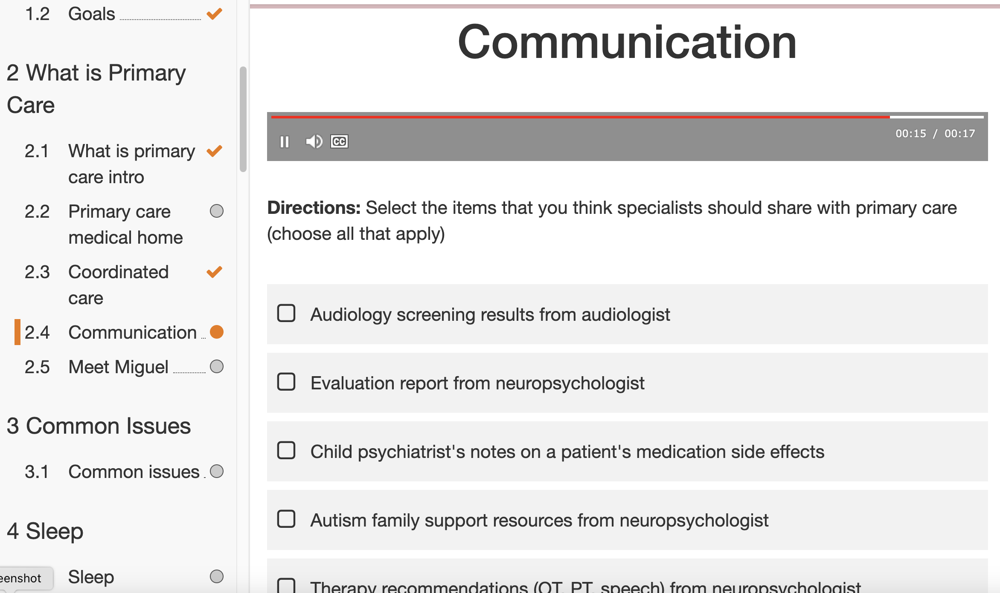 1.2 Goals
2 What is Primary
Care
2.1 What is primary
care intro
2.2 Primary care
medical home
2.3 Coordinated
care
2.4 Communication
2.5 Meet Miguel
3 Common Issues
3.1 Common issues
4 Sleep
Sleep
eenshot
Communication
CC
00:15 / 00:17
Directions: Select the items that you think specialists should share with primary care
(choose all that apply)
Audiology screening results from audiologist
Evaluation report from neuropsychologist
Child psychiatrist's notes on a patient's medication side effects
Autism family support resources from neuropsychologist
Therapy recommendations (OT, PT, speech) from neuropsychologist